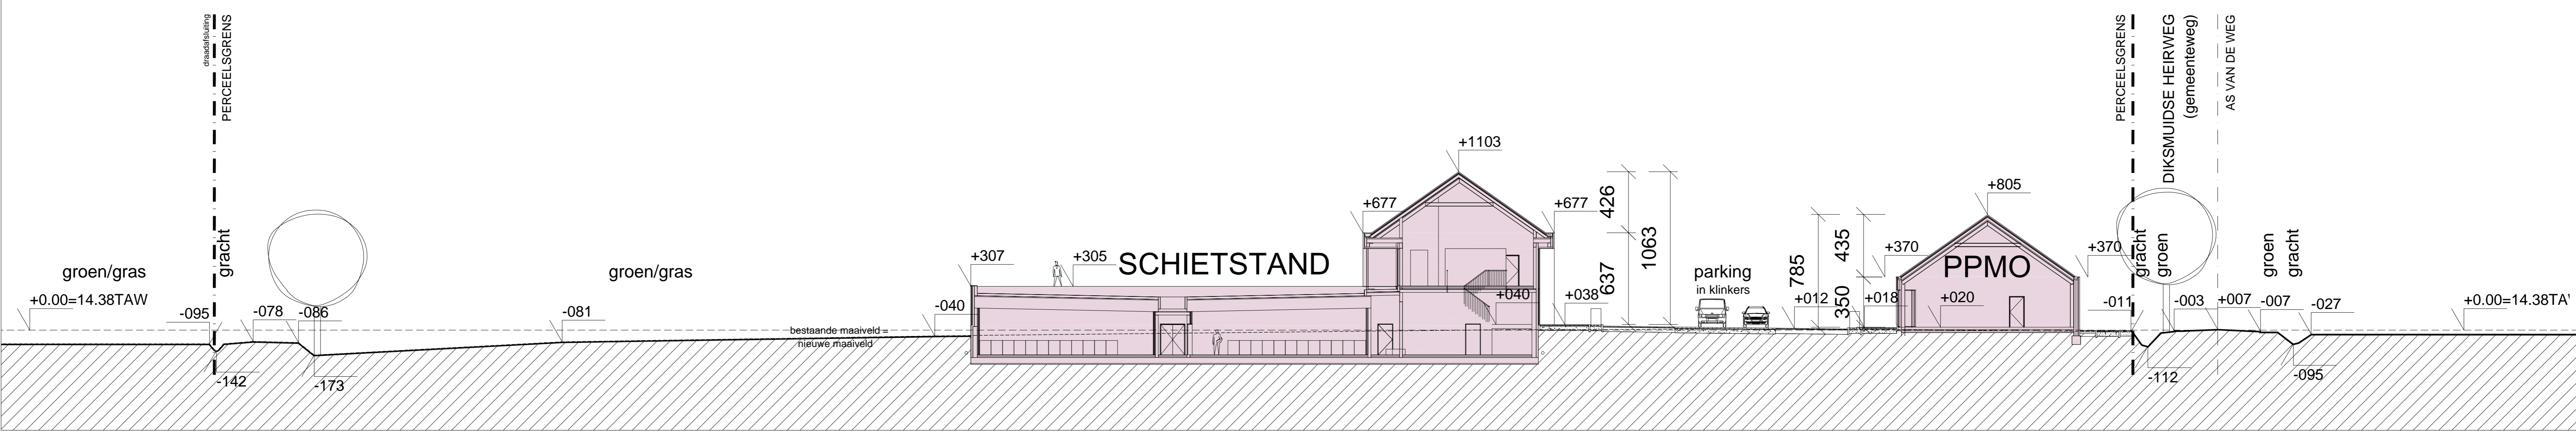 draadafsluiting
PERCEELSGRENS
gracht
groen/gras
+0.00=14.38TAW
-095
-078
-086
-142
-173
groen/gras
-081
bestaande maaiveld =
nieuwe maaiveld
-040
+307
+305
SCHIETSTAND
+677
+1103
+677
+040
+038
426
637
1063
parking
in klinkers
785
435
350
+012
+018
+370
+805
PPMO
+020
+370
-011
PERCEELSGRENS
DIKSMUIDSE HEIRWEG
(gemeenteweg)
AS VAN DE WEG
gracht
groen
groen
gracht
-003
+007
-007
-027
-112
-095
+0.00=14.38TA